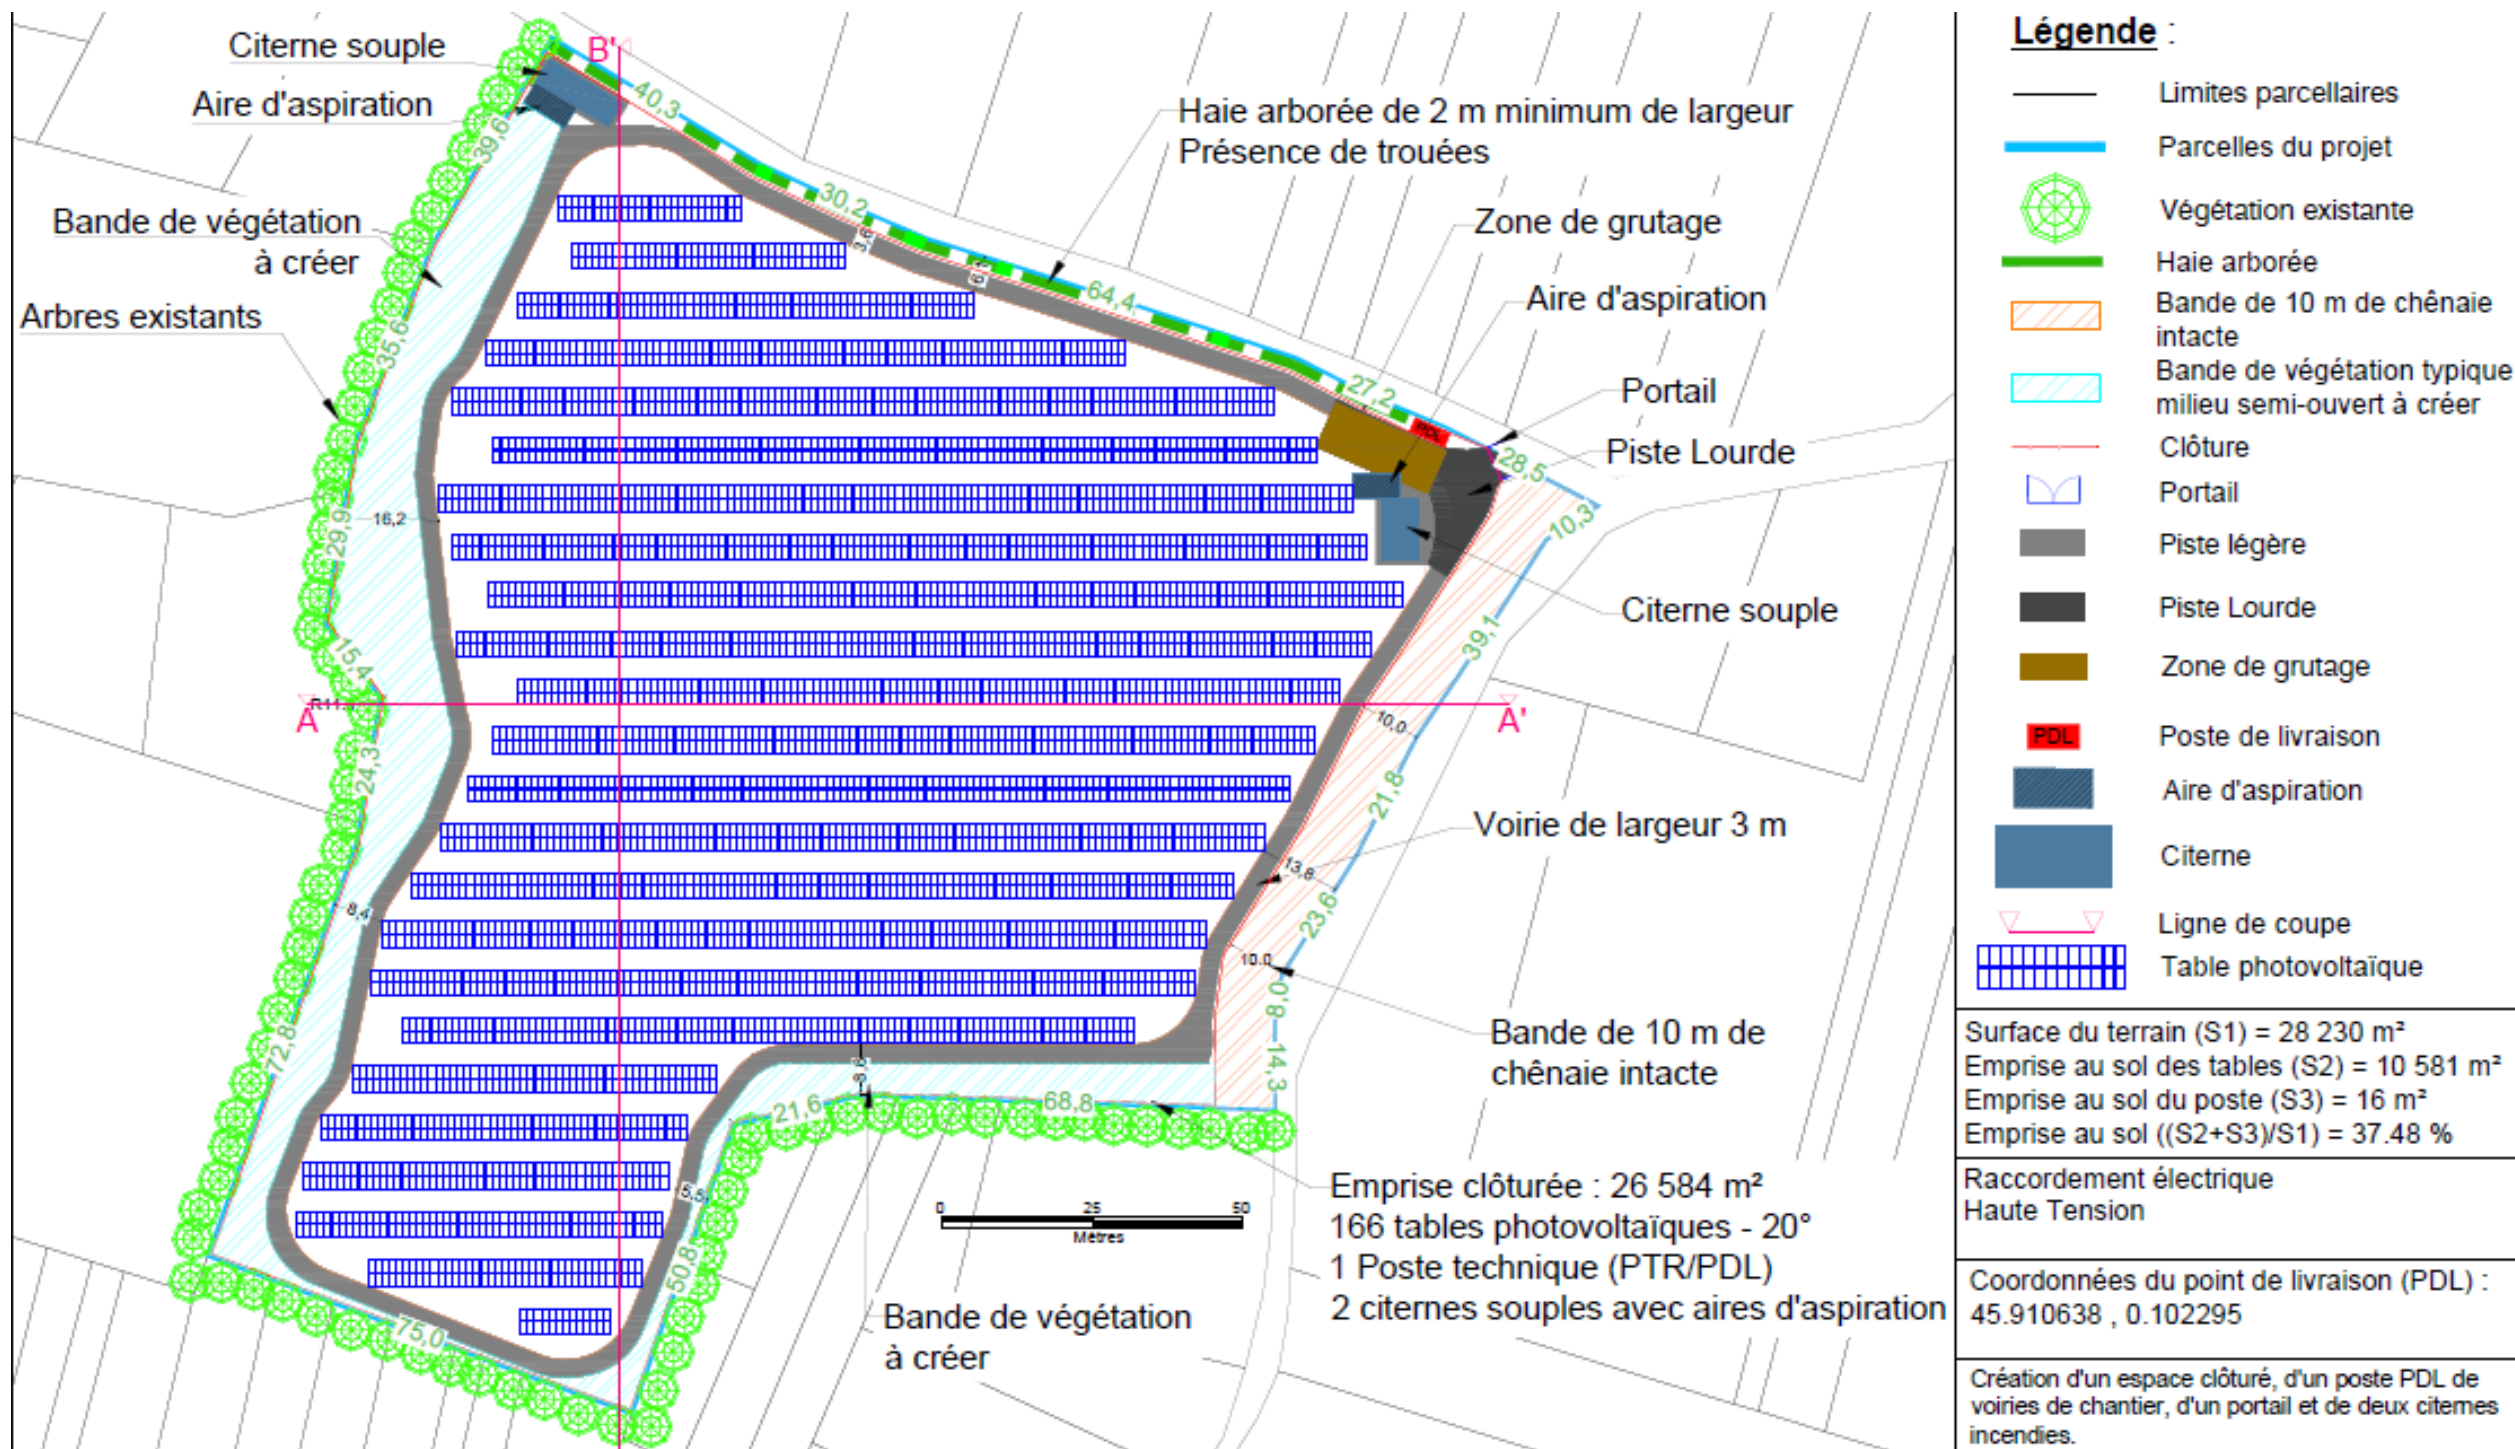 Citerne souple
Aire d'aspiration
Bande de végétation
à créer
Arbres existants
B'
40,3
39,6
30,2
3,6
64,4
27,2
28,5
10,3
35,6
29,9
16,2
15,4
R11.
A
A'
24,3
8,4
72,8
75,0
50,8
5,5
21,6
68,8
14,3
8,0
10.0
23,6
13,8
21,8
10,0
39,1
Haie arborée de 2 m minimum de largeur
Présence de trouées
Zone de grutage
Aire d'aspiration
Portail
PDL
Piste Lourde
Citerne souple
Voirie de largeur 3 m
Bande de 10 m de
chênaie intacte
0 25 50
Mètres
Bande de végétation
à créer
Emprise clôturée : 26 584 m²
166 tables photovoltaïques - 20°
1 Poste technique (PTR/PDL)
2 citernes souples avec aires d'aspiration
Légende :
Limites parcellaires
Parcelles du projet
Végétation existante
Haie arborée
Bande de 10 m de chênaie
intacte
Bande de végétation typique
milieu semi-ouvert à créer
Clôture
Portail
Piste légère
Piste Lourde
Zone de grutage
PDL Poste de livraison
Aire d'aspiration
Citerne
Ligne de coupe
Table photovoltaïque
Surface du terrain (S1) = 28 230 m²
Emprise au sol des tables (S2) = 10 581 m²
Emprise au sol du poste (S3) = 16 m²
Emprise au sol ((S2+S3)/S1) = 37.48 %
Raccordement électrique
Haute Tension
Coordonnées du point de livraison (PDL) :
45.910638 , 0.102295
Création d'un espace clôturé, d'un poste PDL de
voiries de chantier, d'un portail et de deux citernes
incendies.